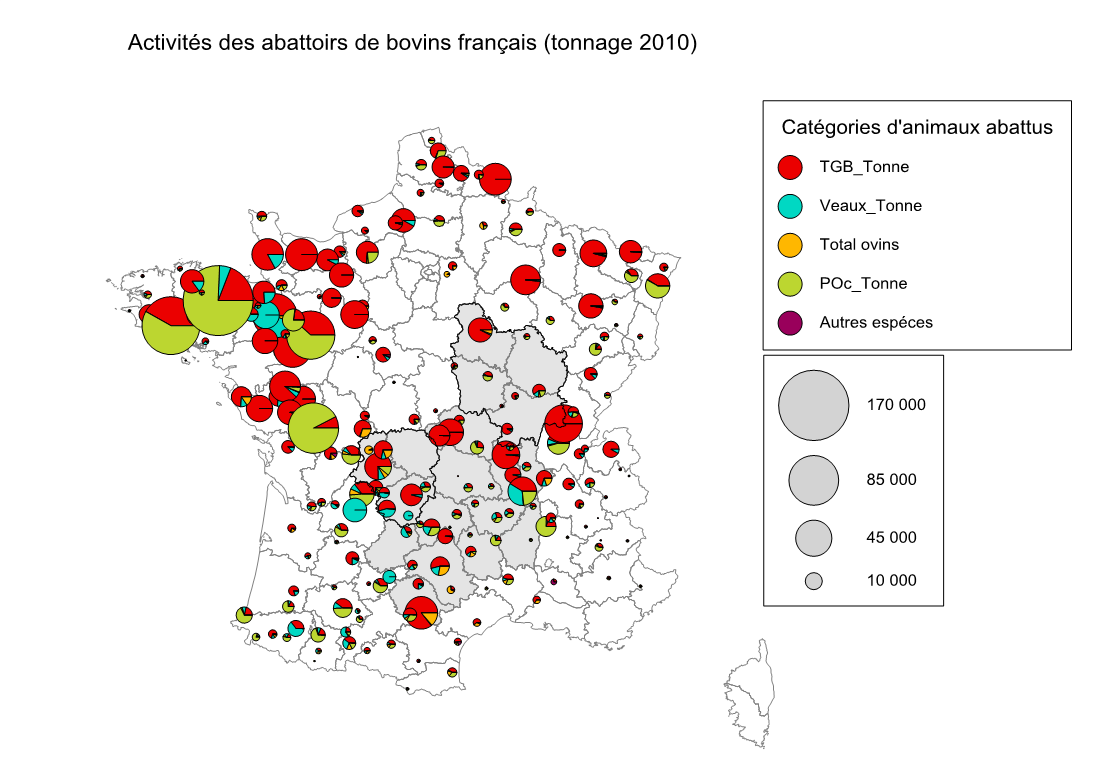 Activités des abattoirs de bovins français (tonnage 2010)
Catégories d'animaux abattus
TGB_Tonne
Veaux_Tonne
Total ovins
POc_Tonne
Autres espéces
170 000
85 000
45 000
10 000